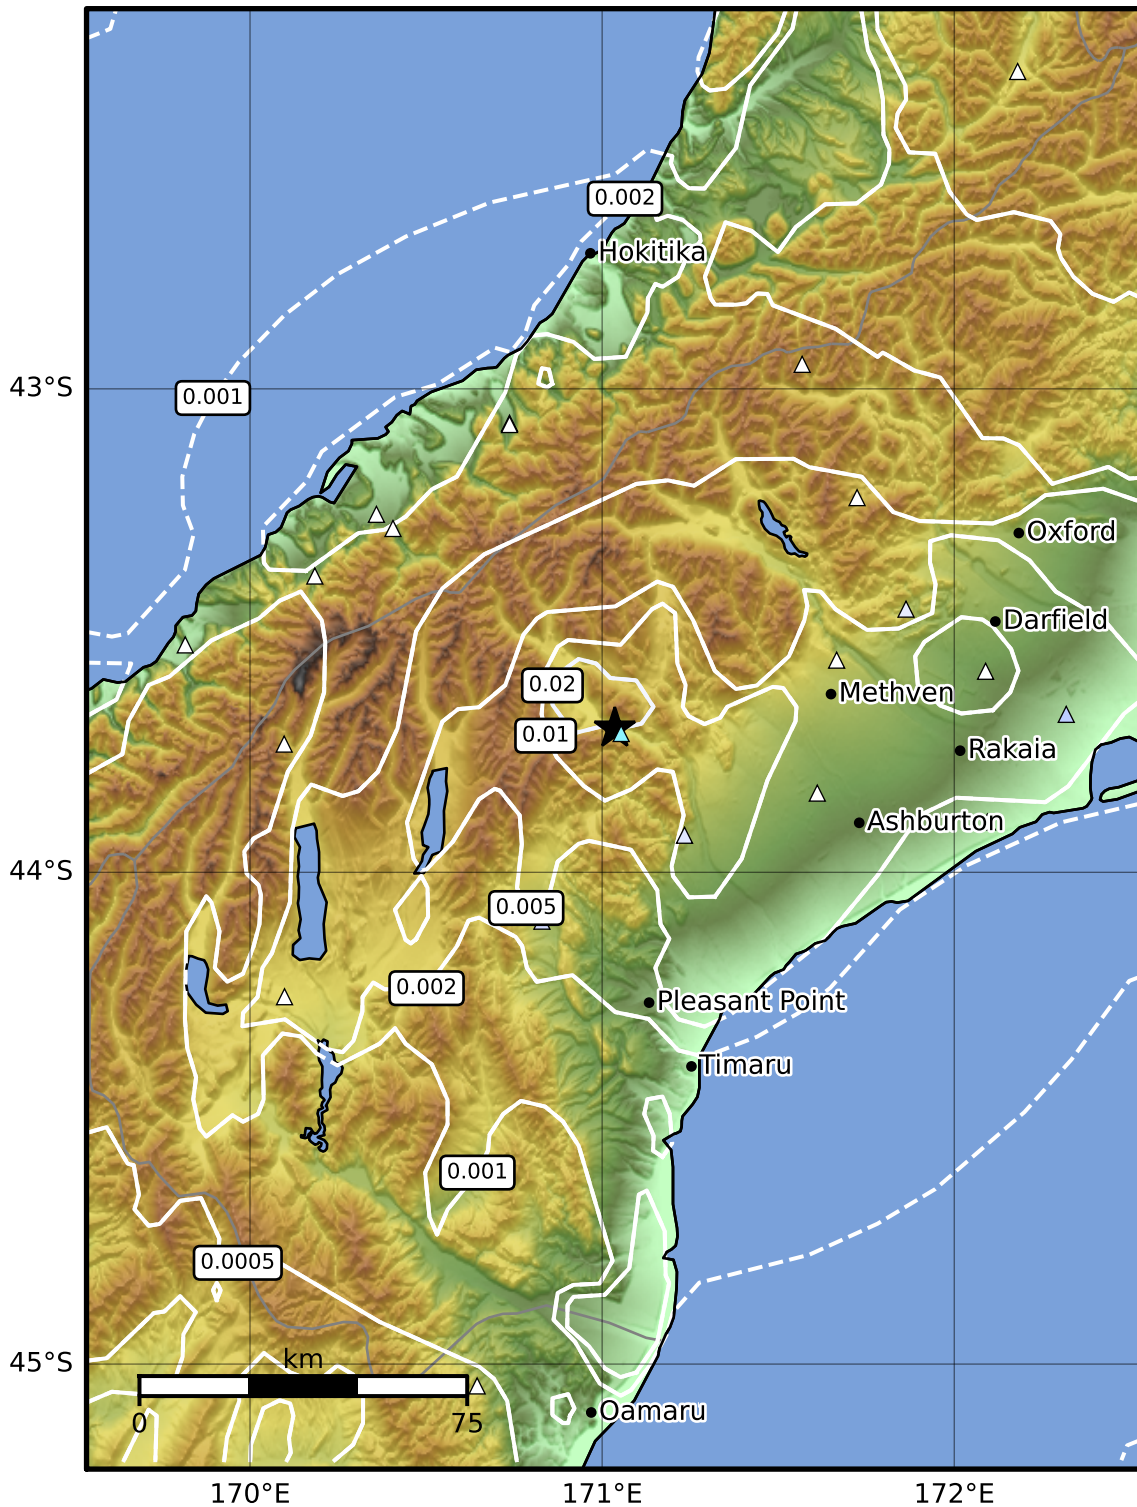 0.002
Hokitika
43°S
0.001
Oxford
Darfield
0.02
Methven
0.01
Rakaia
Ashburton
44°S
0.005
0.002
Pleasant Point
Timaru
0.001
0.0005
45°S
km
0 75
Oamaru
170°E 171°E 172°E